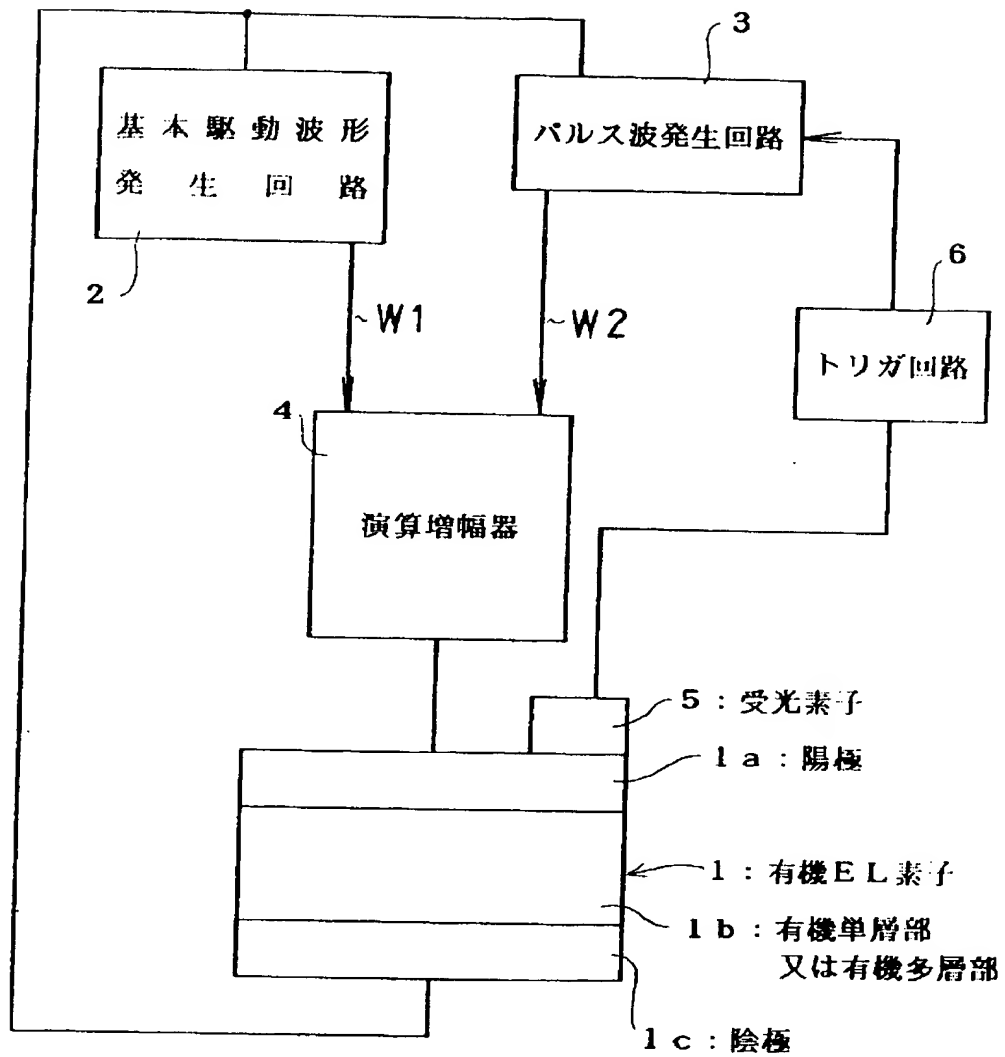 3
基本駆動波形
発生回路
パルス波発生回路
2
W1
W2
6
トリガ回路
4
演算増幅器
5:受光素子
1a:陽極
1:有機EL素子
1b:有機単層部
又は有機多層部
1c:陰極